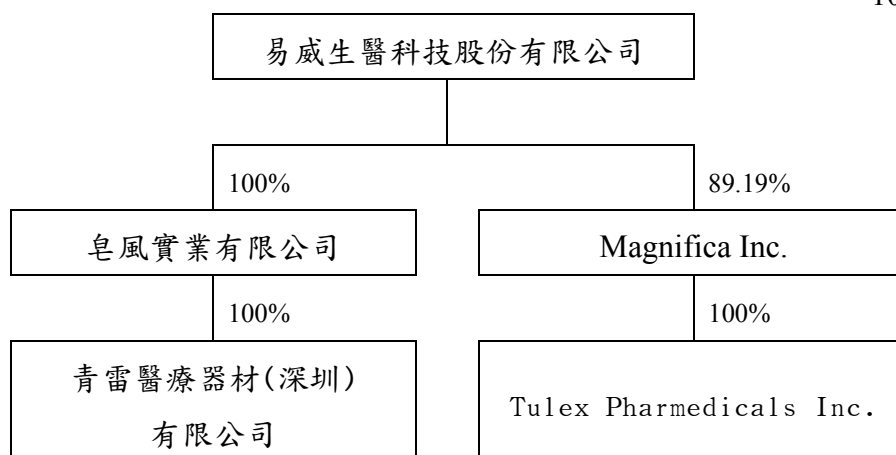 易威生醫科技股份有限公司
100%
89.19%
皂風實業有限公司
Magnifica Inc.
100%
100%
青雷醫療器材(深圳)
有限公司
Tulex Pharmedicals Inc.